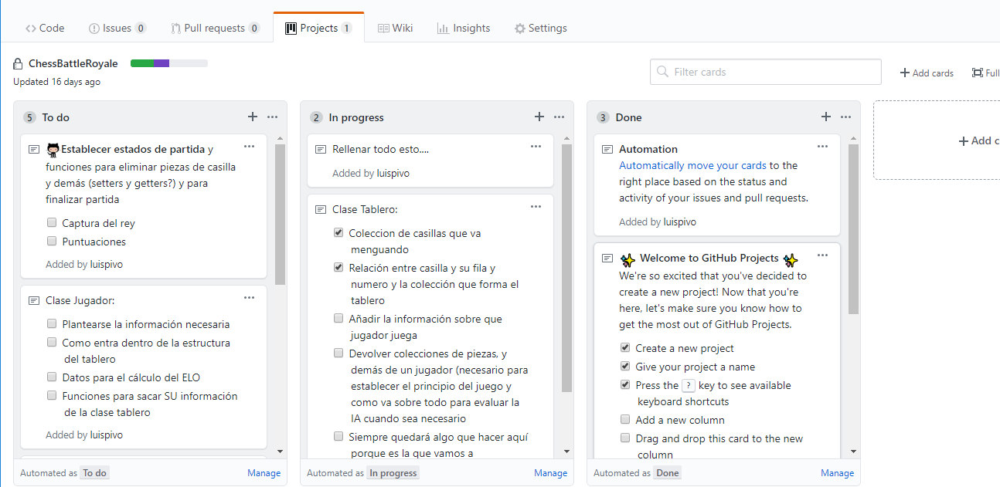 Code
Issues 0
Pull requests 0
Projects 1
Wiki
Insights
Settings
ChessBattleRoyale
Updated 16 days ago
Filter cards
Add cards
Full
5 To do
Establecer estados de partida y
funciones para eliminar piezas de casilla
y demás (setters y getters?) y para
finalizar partida
Captura del rey
Puntuaciones
Added by luispivo
Clase Jugador:
Plantearse la información necesaria
Como entra dentro de la estructura
del tablero
Datos para el cálculo del ELO
Funciones para sacar SU información
de la clase tablero
Added by luispivo
Automated as To do
Manage
2 In progress
Rellenar todo esto....
Added by luispivo
Clase Tablero:
Coleccion de casillas que va
menguando
Relación entre casilla y su fila y
numero y la colección que forma el
tablero
Añadir la información sobre que
jugador juega
Devolver colecciones de piezas, y
demás de un jugador (necesario para
establecer el principio del juego y
como va sobre todo para evaluar la
IA cuando sea necesario
Siempre quedará algo que hacer aquí
porque es la que vamos a
Automated as In progress
Manage
3 Done
Automation
Automatically move your cards to the
right place based on the status and
activity of your issues and pull requests.
Added by luispivo
Welcome to GitHub Projects
We're so excited that you've decided to
create a new project! Now that you're
here, let's make sure you know how to
get the most out of GitHub Projects.
Create a new project
Give your project a name
Press the ? key to see available
keyboard shortcuts
Add a new column
Drag and drop this card to the new
column
Automated as Done
Manage
Add c